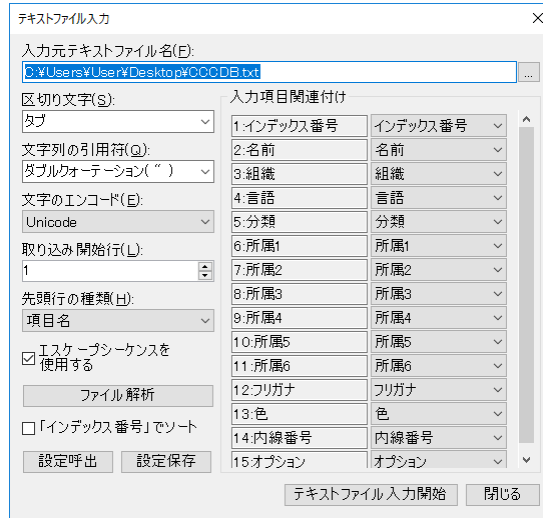 テキストファイル入力
入力元テキストファイル名(F):
C:¥Users¥User¥Desktop¥CCCDB.txt
...
区切り文字(S):
タブ
文字列の引用符(Q):
ダブルクォーテーション( “ )
文字のエンコード(E):
Unicode
取り込み開始行(L):
1
先頭行の種類(H):
項目名
エスケープシーケンスを
使用する
ファイル解析
「インデックス番号」でソート
設定呼出 設定保存
入力項目関連付け
1:インデックス番号 インデックス番号
2:名前 名前
3:組織 組織
4:言語 言語
5:分類 分類
6:所属1 所属1
7:所属2 所属2
8:所属3 所属3
9:所属4 所属4
10:所属5 所属5
11:所属6 所属6
12:フリガナ フリガナ
13:色 色
14:内線番号 内線番号
15:オプション オプション
テキストファイル入力開始 閉じる